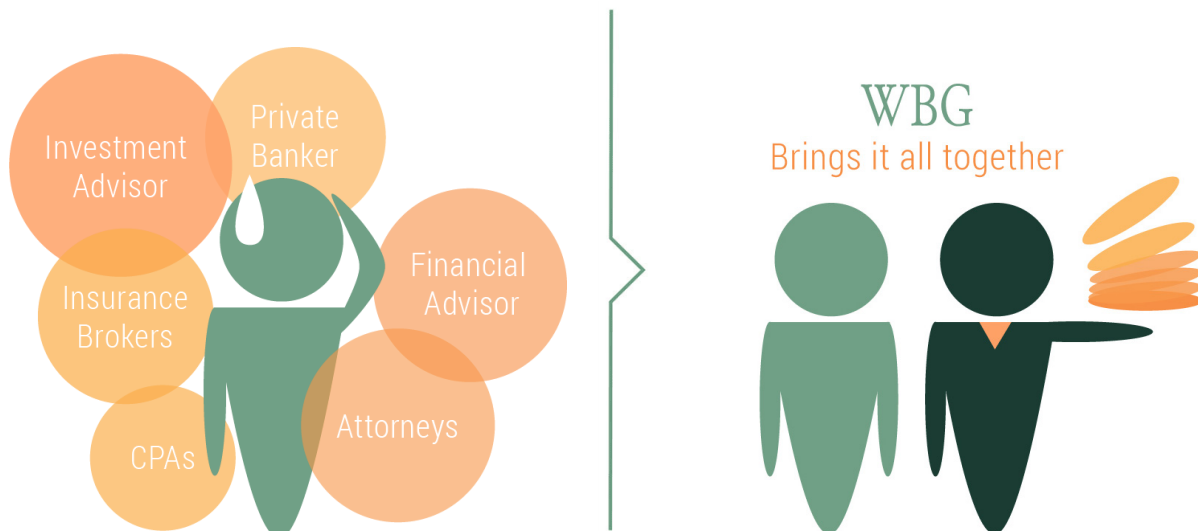 Private
Banker
Investment
Advisor
Financial
Advisor
Insurance
Brokers
Attorneys
CPAs
WBG
Brings it all together